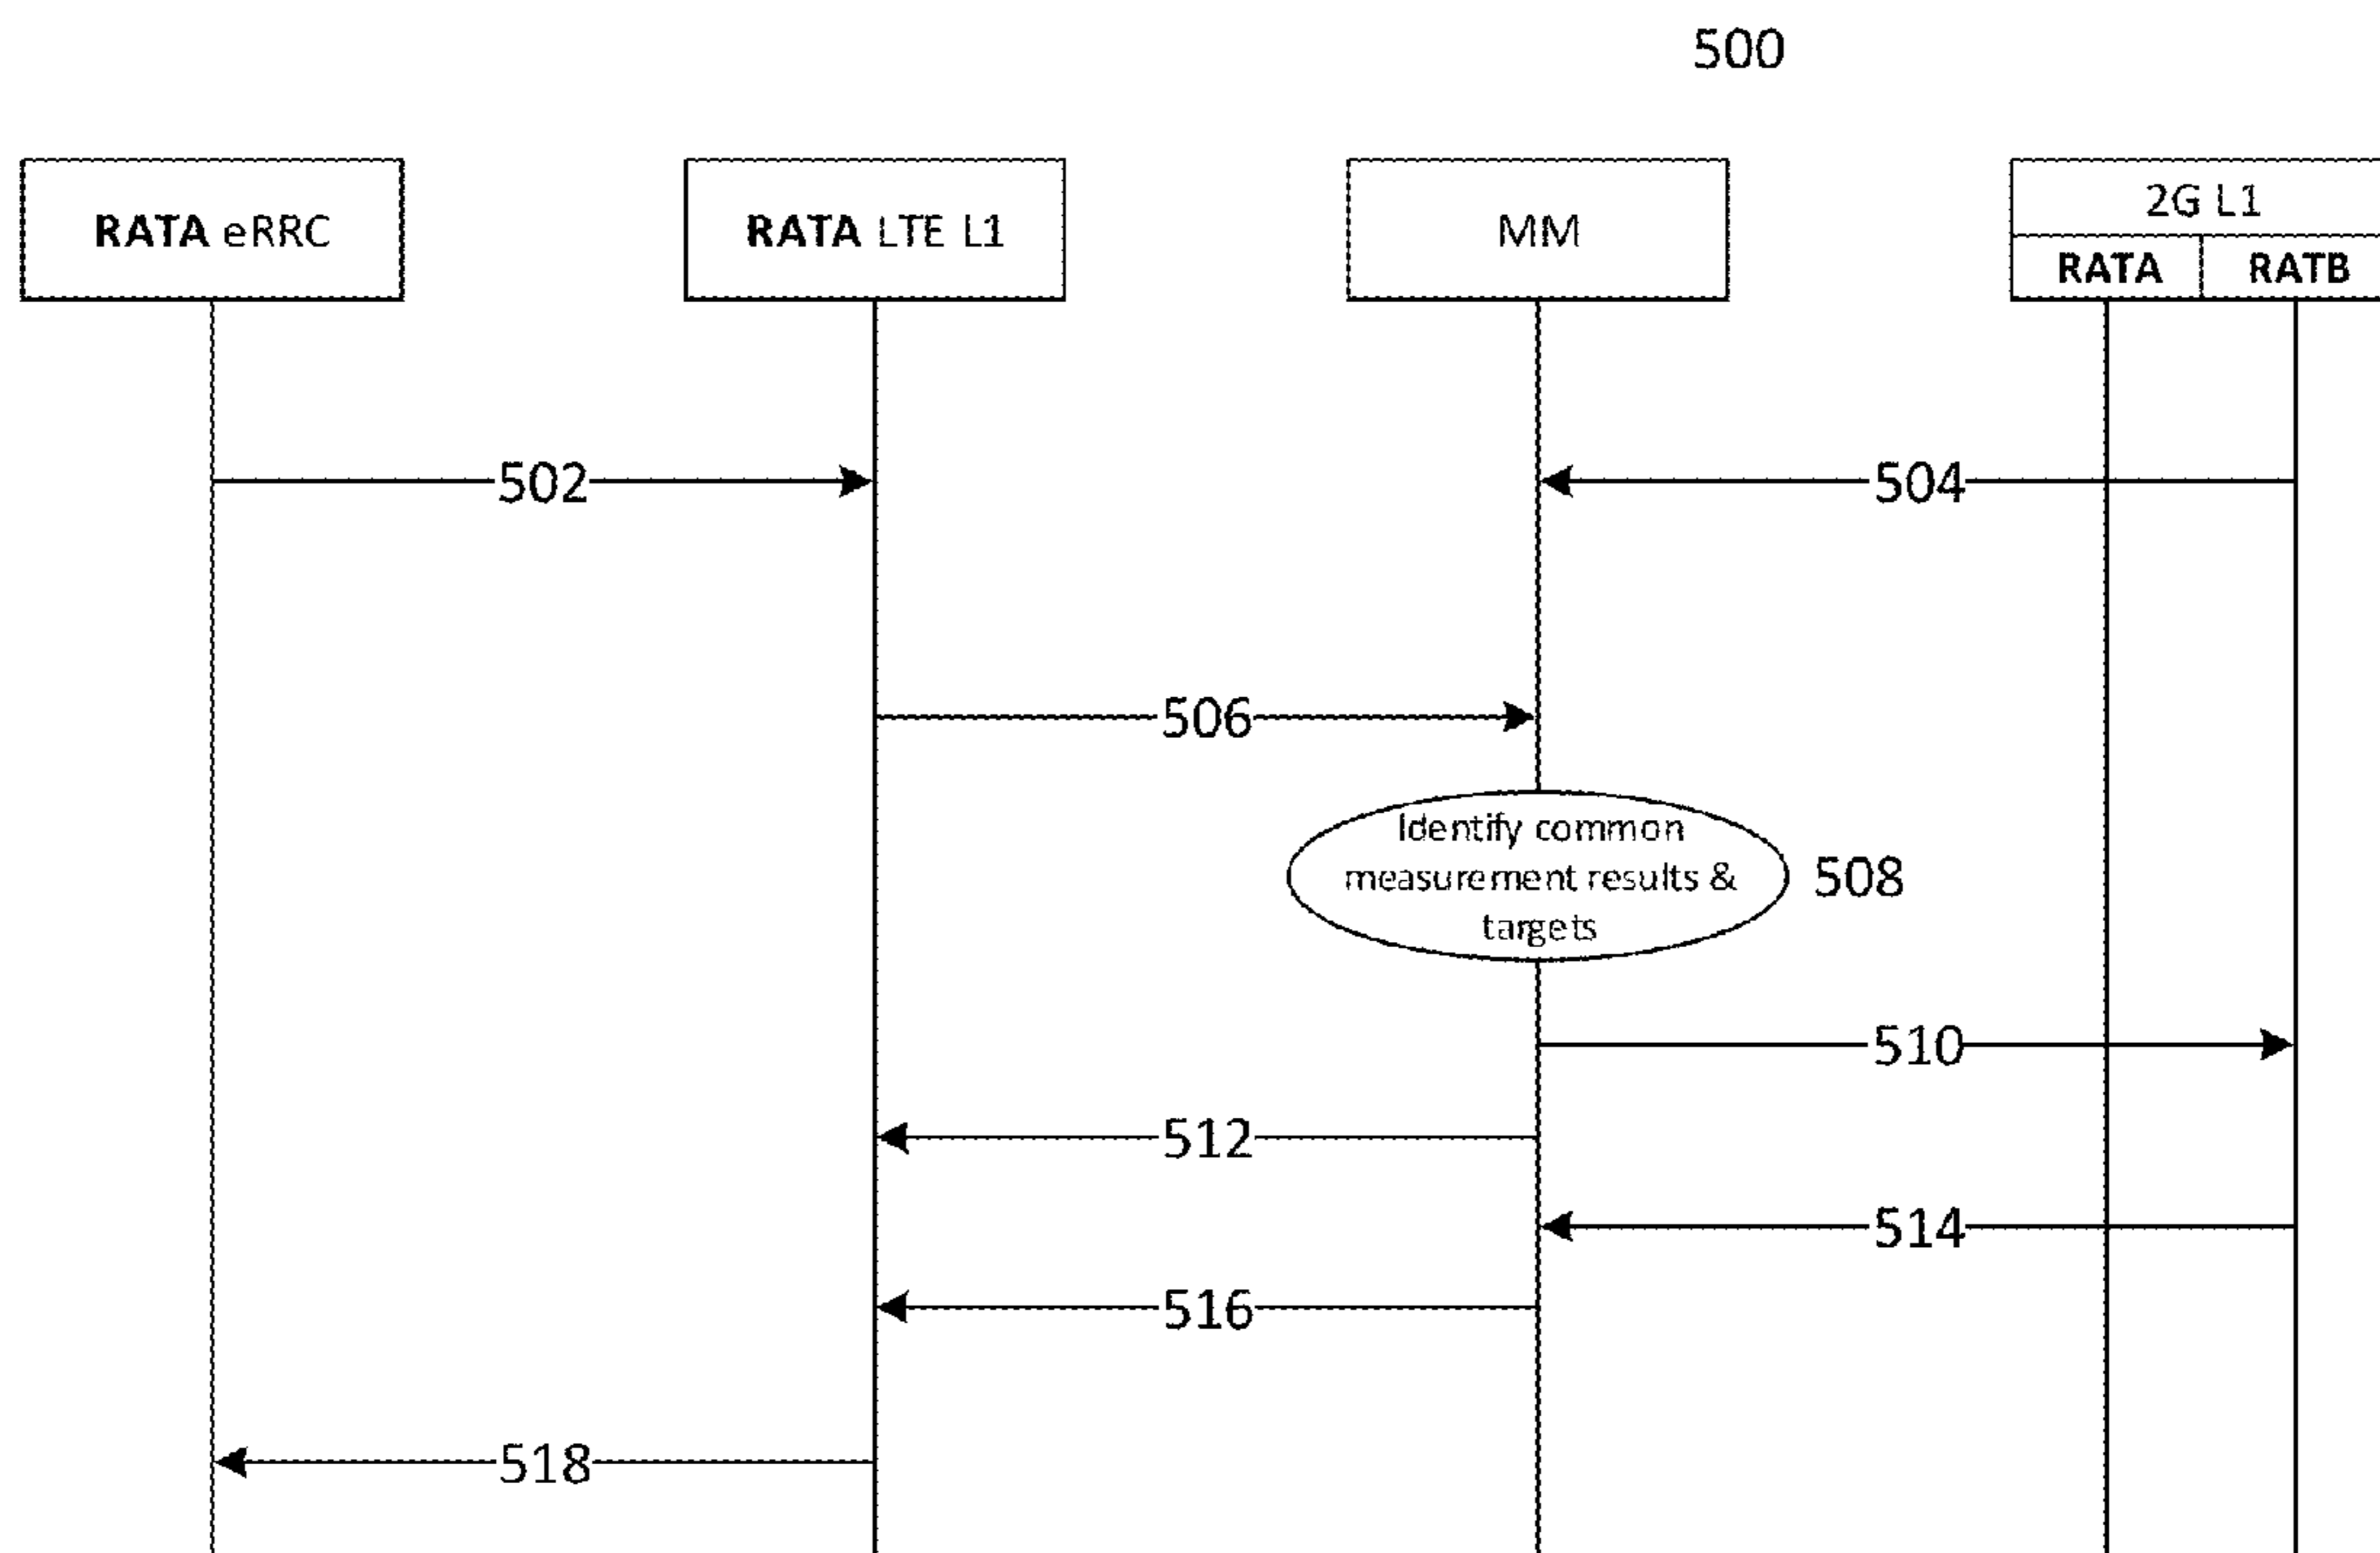 500
RATA eRRC
RATA LTE L1
MM
2G L1
RATA
RATB
502
504
506
Identify common
measurement results &
targets
508
510
512
514
516
518